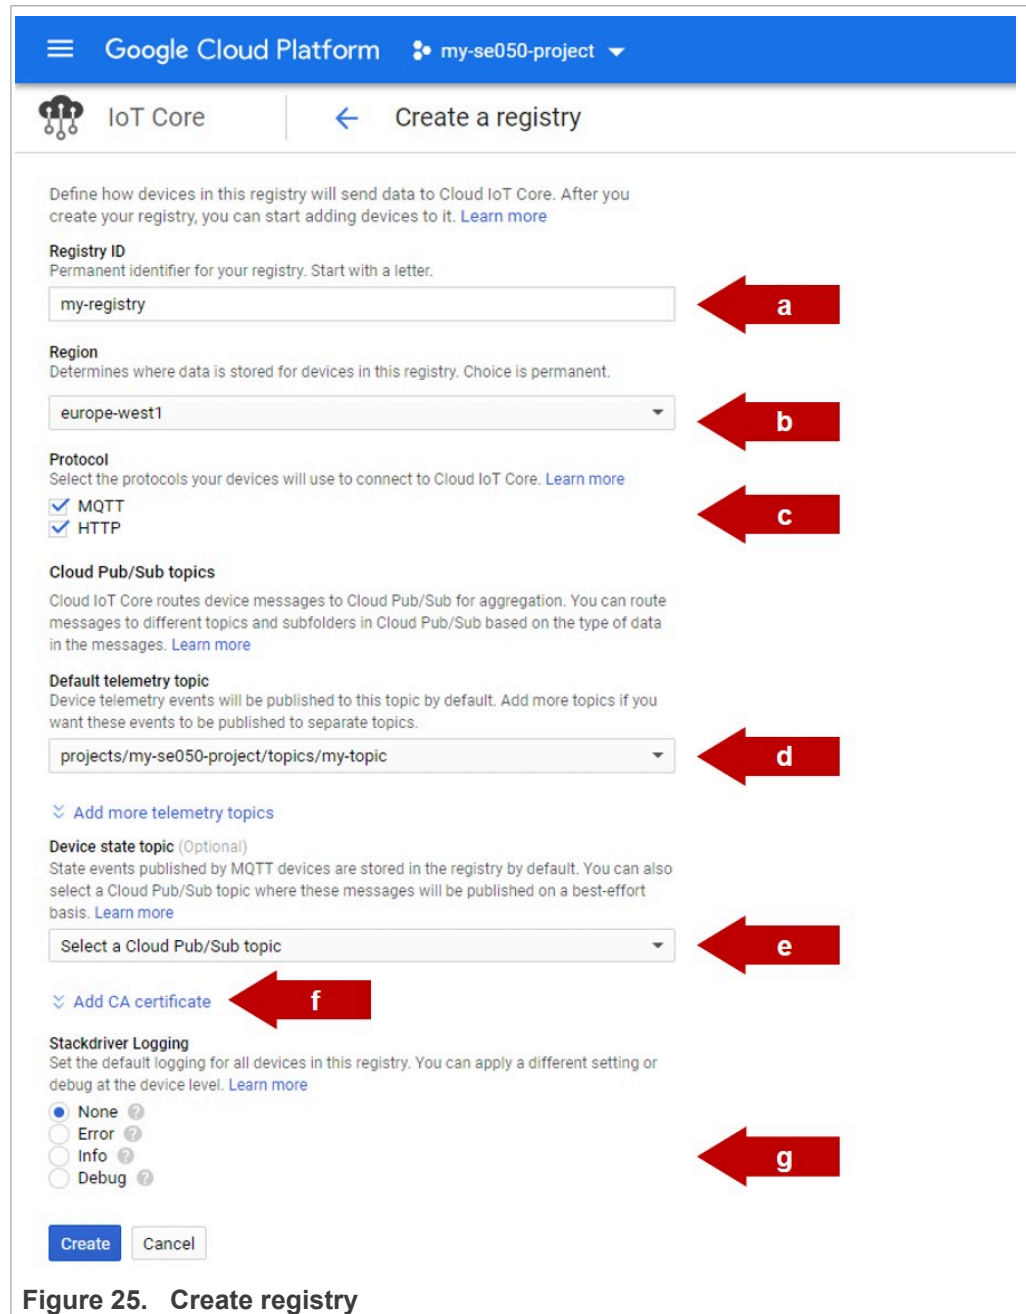 Google Cloud Platform my-se050-project
IoT Core Create a registry
Define how devices in this registry will send data to Cloud IoT Core. After you
create your registry, you can start adding devices to it. Learn more
Registry ID
Permanent identifier for your registry. Start with a letter.
my-registry
a
Region
Determines where data is stored for devices in this registry. Choice is permanent.
europe-west1
b
Protocol
Select the protocols your devices will use to connect to Cloud IoT Core. Learn more
MQTT
c
HTTP
Cloud Pub/Sub topics
Cloud IoT Core routes device messages to Cloud Pub/Sub for aggregation. You can route
messages to different topics and subfolders in Cloud Pub/Sub based on the type of data
in the messages. Learn more
Default telemetry topic
Device telemetry events will be published to this topic by default. Add more topics if you
want these events to be published to separate topics.
projects/my-se050-project/topics/my-topic
d
Add more telemetry topics
Device state topic (Optional)
State events published by MQTT devices are stored in the registry by default. You can also
select a Cloud Pub/Sub topic where these messages will be published on a best-effort
basis. Learn more
Select a Cloud Pub/Sub topic
e
Add CA certificate
f
Stackdriver Logging
Set the default logging for all devices in this registry. You can apply a different setting or
debug at the device level. Learn more
None ?
Error ?
Info ?
g
Debug ?
Create Cancel
Figure 25. Create registry